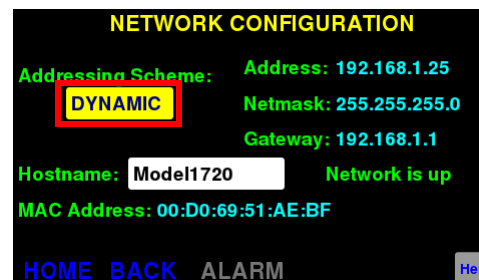 NETWORK CONFIGURATION
Addressing Scheme:
DYNAMIC
Address: 192.168.1.25
Netmask: 255.255.255.0
Gateway: 192.168.1.1
Hostname: Model1720 Network is up
MAC Address: 00:D0:69:51:AE:BF
HOME BACK ALARM He